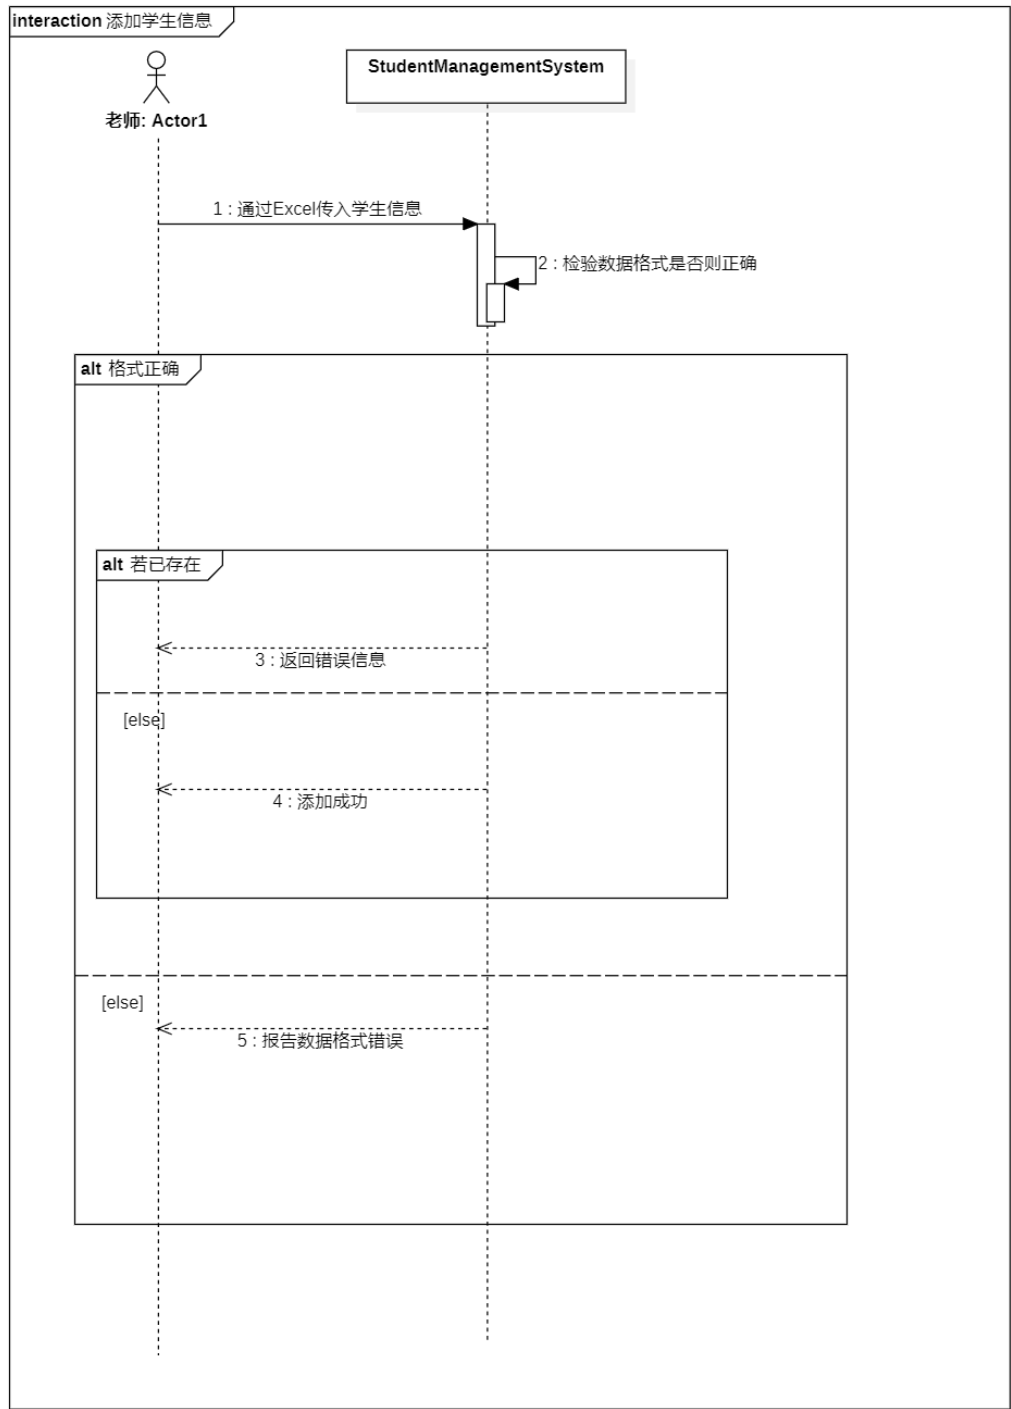 interaction 添加学生信息
StudentManagementSystem
老师: Actor1
1 : 通过Excel传入学生信息
2 : 检验数据格式是否则正确
alt 格式正确
alt 若已存在
3 : 返回错误信息
[else]
4 : 添加成功
[else]
5 : 报告数据格式错误